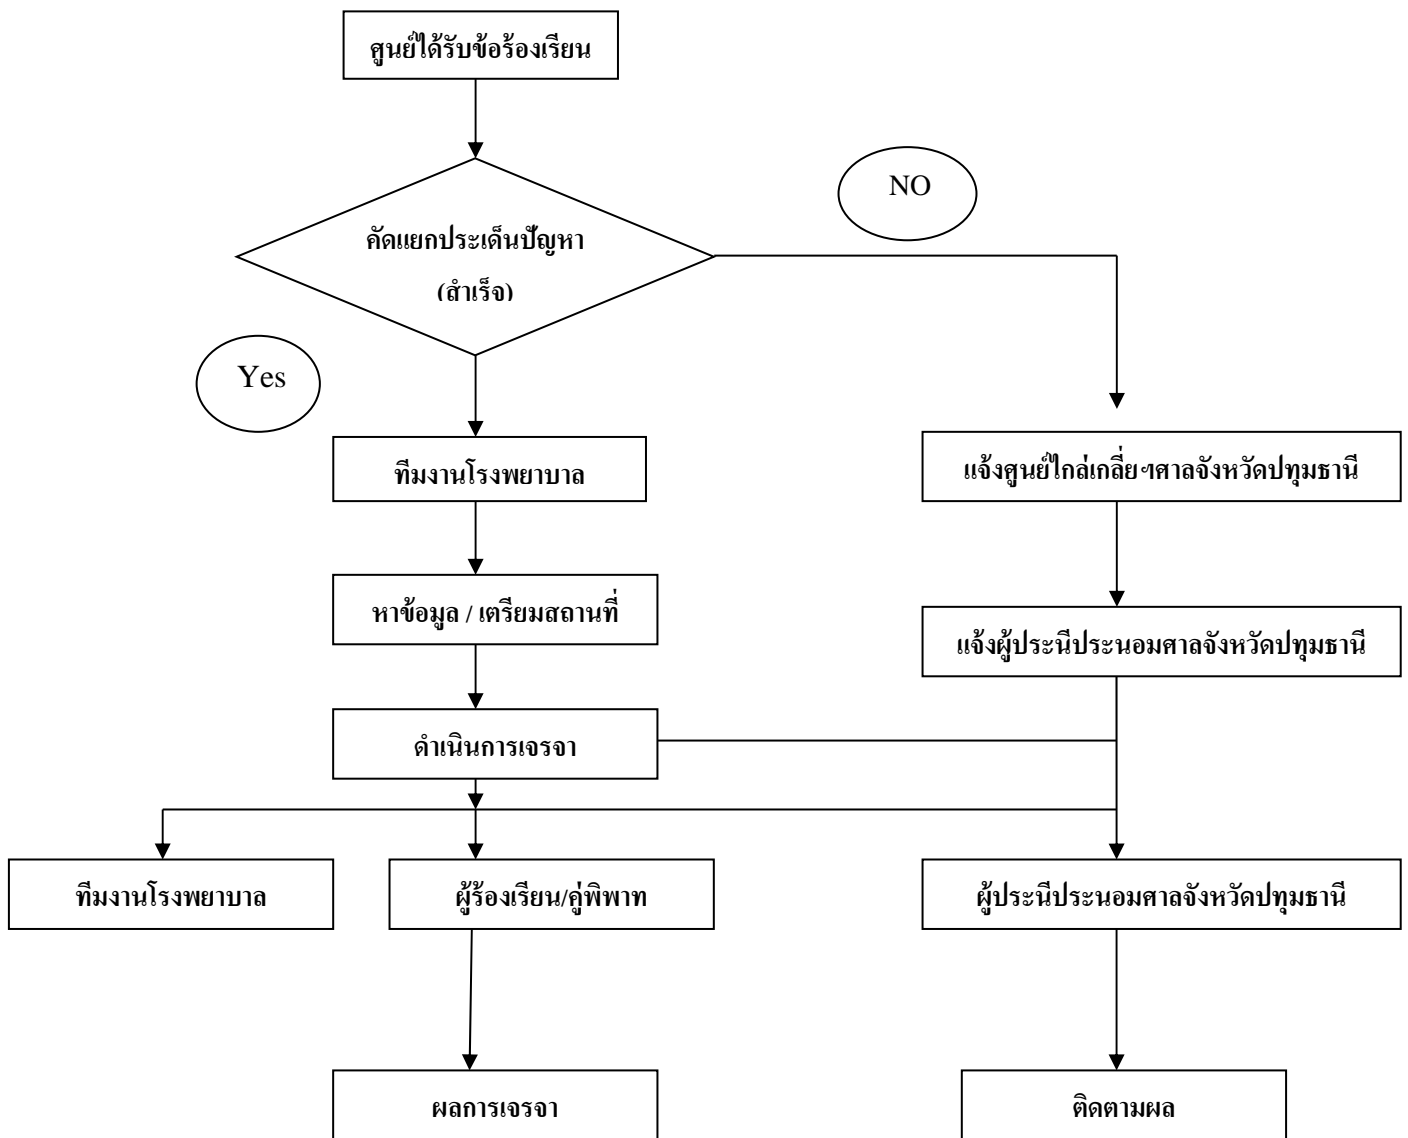 ศูนย์ได้รับข้อร้องเรียน
NO
คัดแยกประเด็นปัญหา
(สำเร็จ)
Yes
ทีมงานโรงพยาบาล
แจ้งศูนย์ไกล่เกลี่ยฯศาลจังหวัดปทุมธานี
หาข้อมูล / เตรียมสถานที่
แจ้งผู้ประนีประนอมศาลจังหวัดปทุมธานี
ดำเนินการเจรจา
ทีมงานโรงพยาบาล
ผู้ร้องเรียน/คู่พิพาท
ผู้ประนีประนอมศาลจังหวัดปทุมธานี
ผลการเจรจา
ติดตามผล